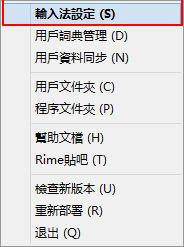 輸入法設定 (S)
用戶詞典管理 (D)
用戶資料同步 (N)
用戶文件夾 (C)
程序文件夾 (P)
幫助文檔 (H)
Rime貼吧 (T)
檢查新版本 (U)
重新部署 (R)
退出 (Q)